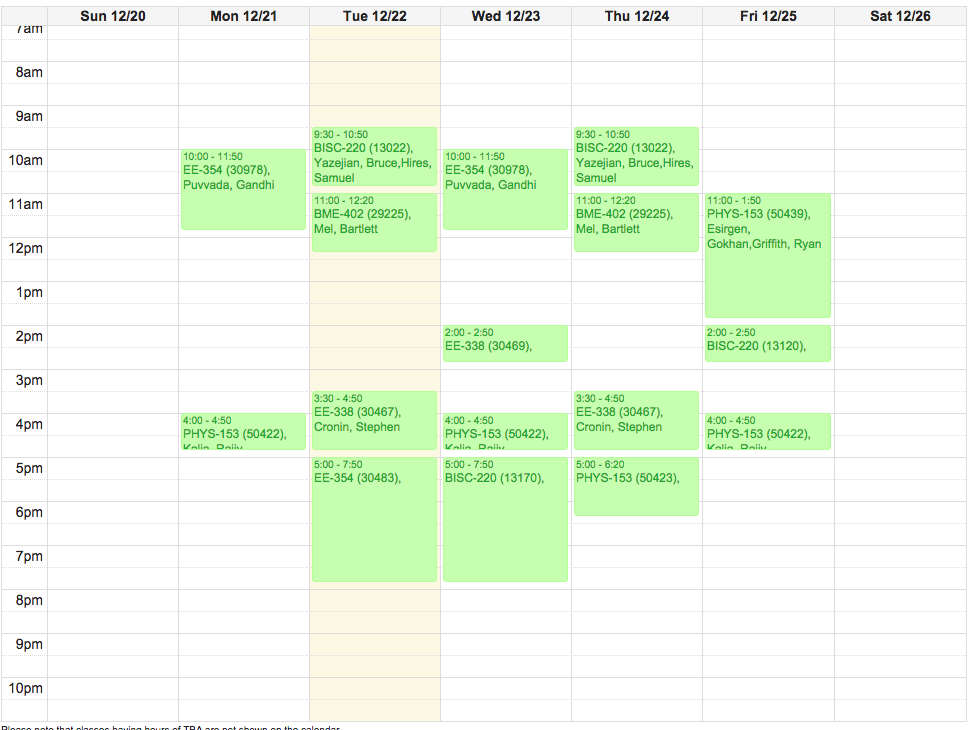 Sun 12/20
Mon 12/21
Tue 12/22
Wed 12/23
Thu 12/24
Fri 12/25
Sat 12/26
7am
8am
9am
10am
11am
12pm
1pm
2pm
3pm
4pm
5pm
6pm
7pm
8pm
9pm
10pm
10:00 - 11:50
EE-354 (30978),
Puvvada, Gandhi
4:00 - 4:50
PHYS-153 (50422),
Kalia, Rajiv
9:30 - 10:50
BISC-220 (13022),
Yazejian, Bruce,Hires,
Samuel
11:00 - 12:20
BME-402 (29225),
Mel, Bartlett
3:30 - 4:50
EE-338 (30467),
Cronin, Stephen
5:00 - 7:50
EE-354 (30483),
10:00 - 11:50
EE-354 (30978),
Puvvada, Gandhi
2:00 - 2:50
EE-338 (30469),
4:00 - 4:50
PHYS-153 (50422),
Kalia, Rajiv
5:00 - 7:50
BISC-220 (13170),
9:30 - 10:50
BISC-220 (13022),
Yazejian, Bruce,Hires,
Samuel
11:00 - 12:20
BME-402 (29225),
Mel, Bartlett
3:30 - 4:50
EE-338 (30467),
Cronin, Stephen
5:00 - 6:20
PHYS-153 (50423),
11:00 - 1:50
PHYS-153 (50439),
Esirgen,
Gokhan,Griffith, Ryan
2:00 - 2:50
BISC-220 (13120),
4:00 - 4:50
PHYS-153 (50422),
Kalia, Rajiv
Please note that classes having hours of TBA are not shown on the calendar